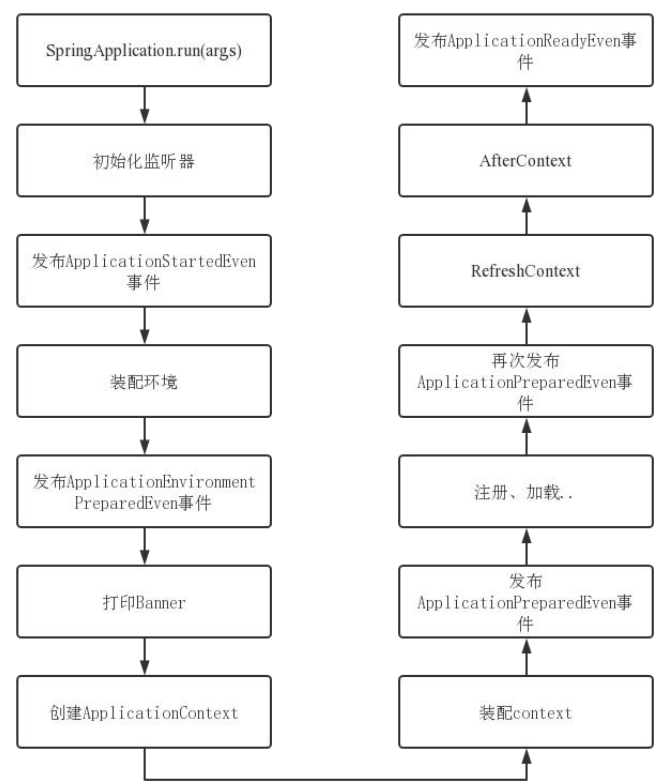 SpringApplication.run(args)
初始化监听器
发布ApplicationStartedEven
事件
装配环境
发布ApplicationEnvironment
PreparedEven事件
打印Banner
创建ApplicationContext
装配context
发布
ApplicationPreparedEven事
件
注册、加载..
再次发布
ApplicationPreparedEven事
件
RefreshContext
AfterContext
发布ApplicationReadyEven事
件